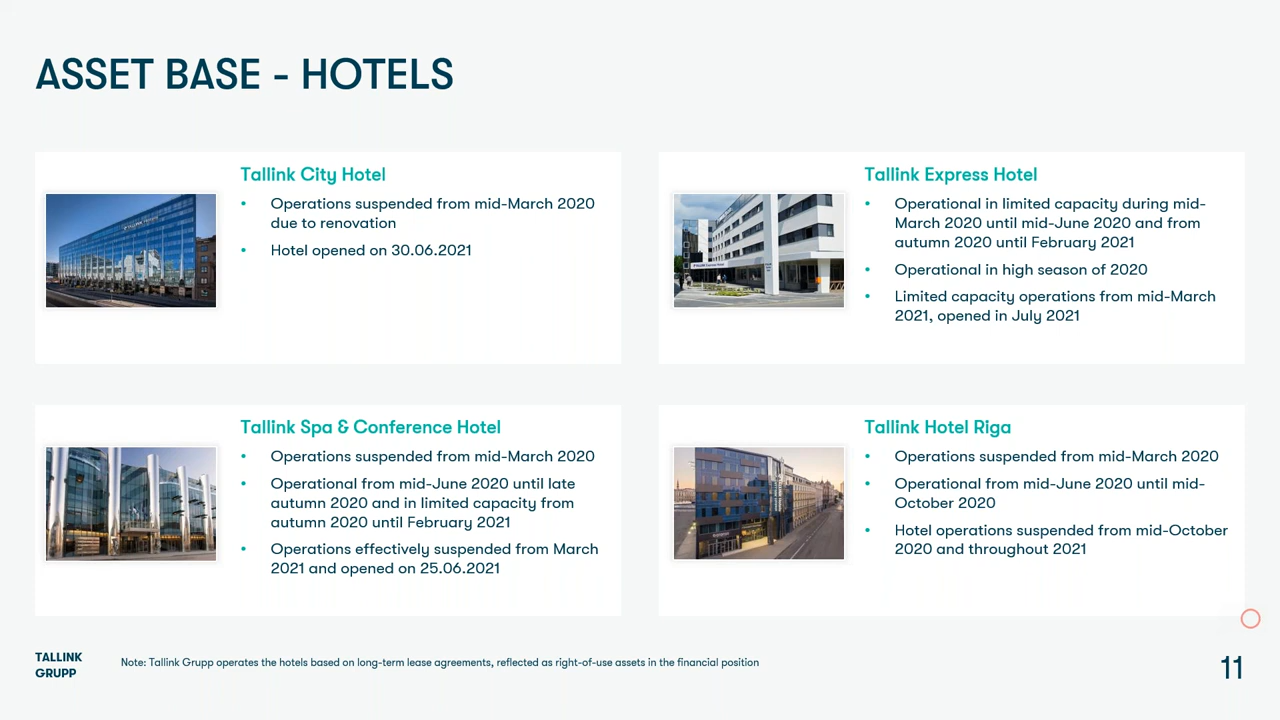 ASSET BASE - HOTELS
Tallink City Hotel
• Operations suspended from mid-March 2020
due to renovation
• Hotel opened on 30.06.2021
Tallink Express Hotel
• Operational in limited capacity during mid-
March 2020 until mid-June 2020 and from
autumn 2020 until February 2021
• Operational in high season of 2020
• Limited capacity operations from mid-March
2021, opened in July 2021
Tallink Spa & Conference Hotel
• Operations suspended from mid-March 2020
• Operational from mid-June 2020 until late
autumn 2020 and in limited capacity from
autumn 2020 until February 2021
• Operations effectively suspended from March
2021 and opened on 25.06.2021
Tallink Hotel Riga
• Operations suspended from mid-March 2020
• Operational from mid-June 2020 until mid-
October 2020
• Hotel operations suspended from mid-October
2020 and throughout 2021
TALLINK
GRUPP
Note: Tallink Grupp operates the hotels based on long-term lease agreements, reflected as right-of-use assets in the financial position
11